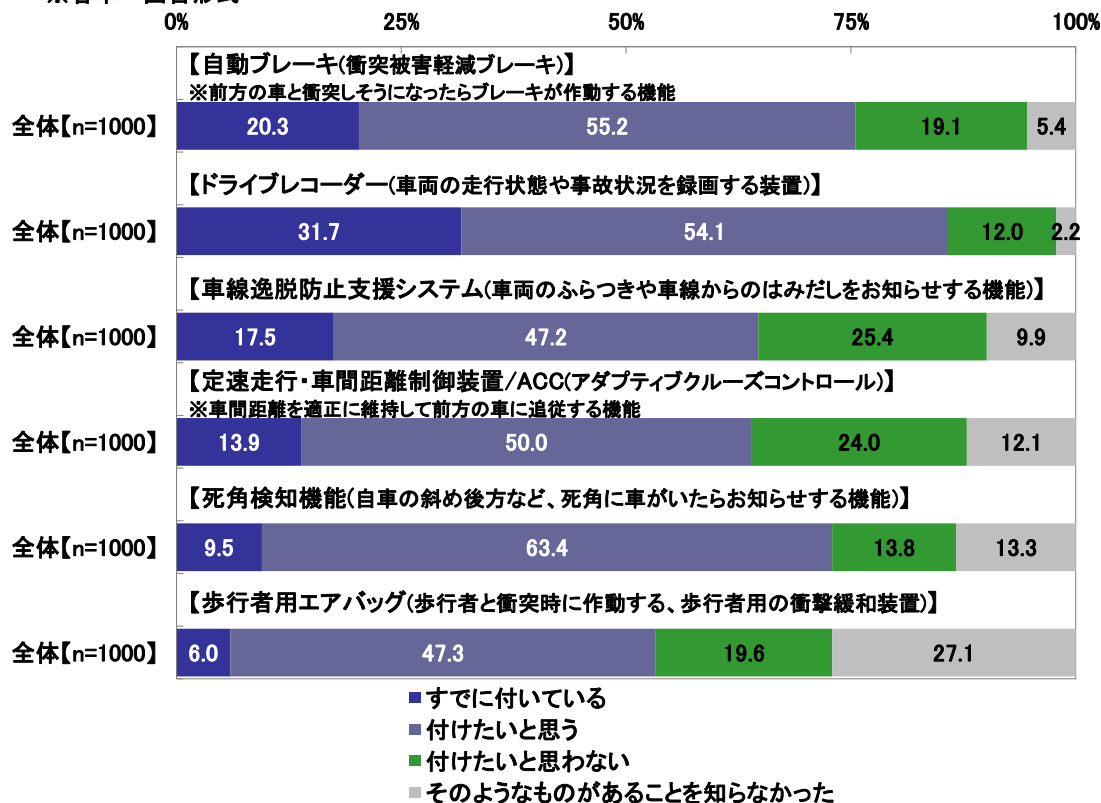 0% 25% 50% 75% 100%
【自動ブレーキ(衝突被害軽減ブレーキ)】
※前方の車と衝突しそうになったらブレーキが作動する機能
全体【n=1000】 20.3 55.2 19.1 5.4
【ドライブレコーダー(車両の走行状態や事故状況を録画する装置)】
全体【n=1000】 31.7 54.1 12.0 2.2
【車線逸脱防止支援システム(車両のふらつきや車線からのはみだしをお知らせする機能)】
全体【n=1000】 17.5 47.2 25.4 9.9
【定速走行・車間距離制御装置/ACC(アダプティブクルーズコントロール)】
※車間距離を適正に維持して前方の車に追従する機能
全体【n=1000】 13.9 50.0 24.0 12.1
【死角検知機能(自車の斜め後方など、死角に車がいたらお知らせする機能)】
全体【n=1000】 9.5 63.4 13.8 13.3
【歩行者用エアバッグ(歩行者と衝突時に作動する、歩行者用の衝撃緩和装置)】
全体【n=1000】 6.0 47.3 19.6 27.1
すでに付いている
付けたいと思う
付けたいと思わない
そのようなものがあることを知らなかった